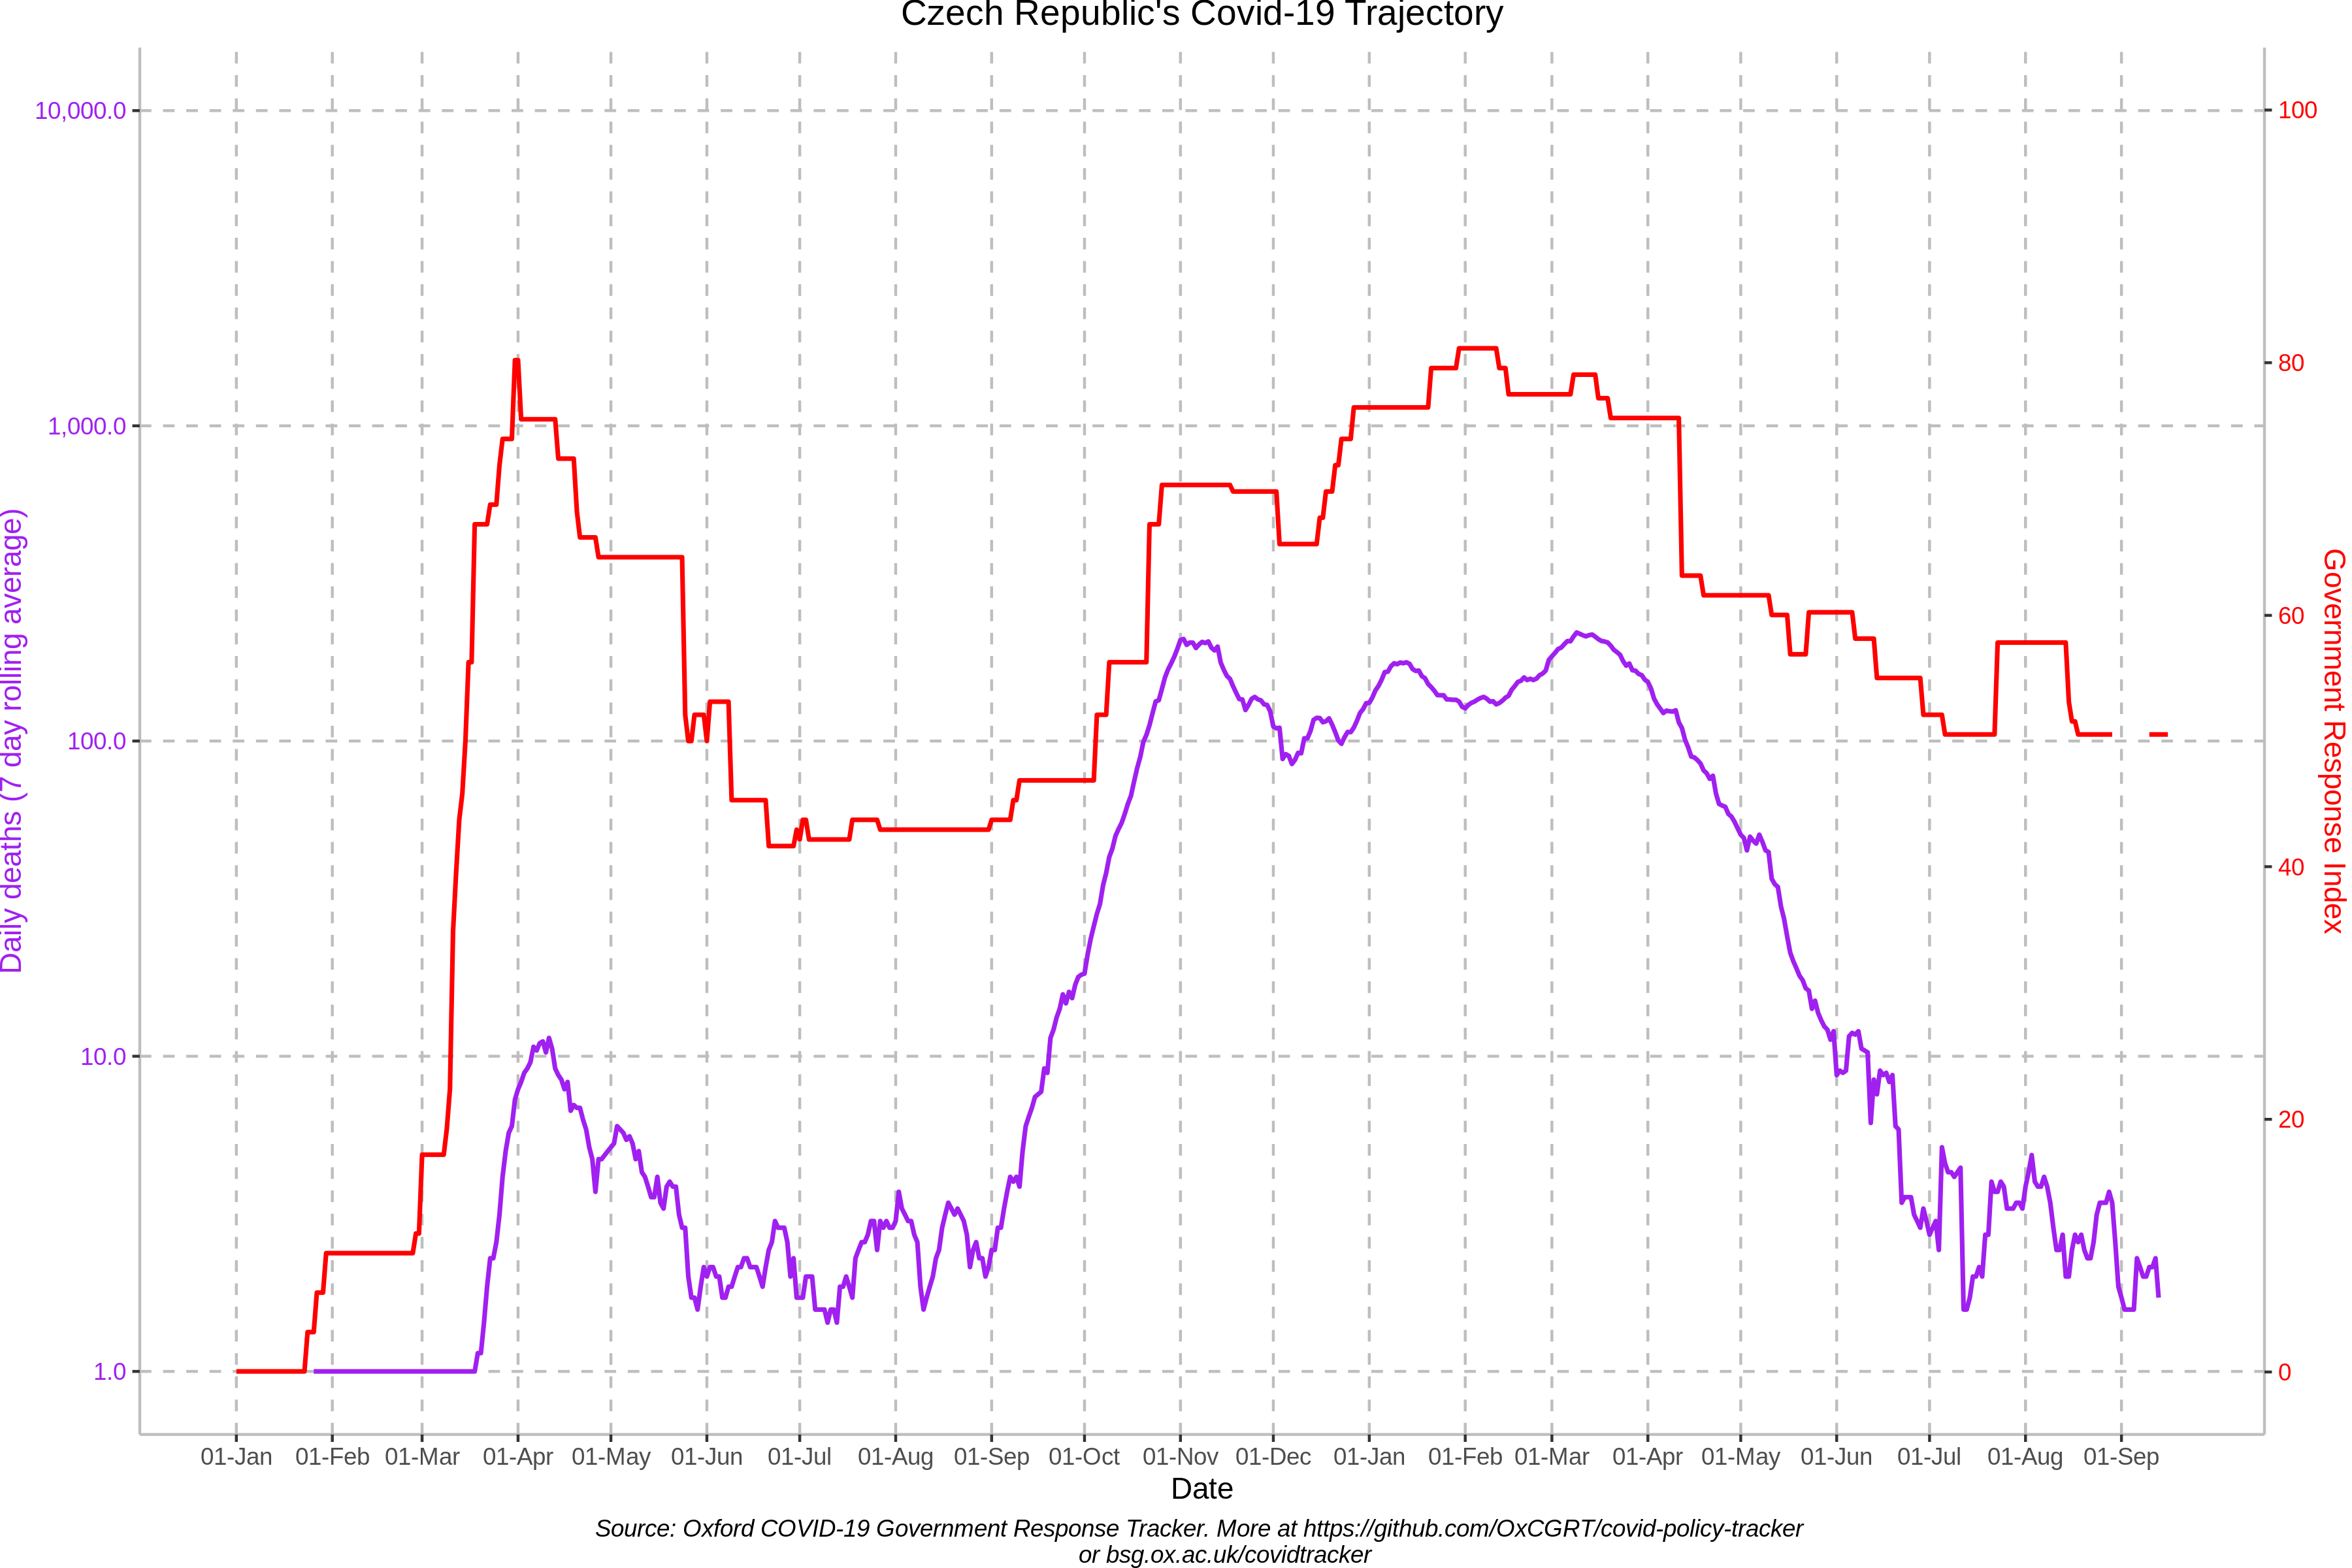 Czech Republic's Covid-19 Trajectory
Daily deaths (7 day rolling average)
10,000.0
1,000.0
100.0
10.0
1.0
100
80
60
40
20
0
Government Response Index
01-Jan 01-Feb 01-Mar 01-Apr 01-May 01-Jun 01-Jul 01-Aug 01-Sep 01-Oct 01-Nov 01-Dec 01-Jan 01-Feb 01-Mar 01-Apr 01-May 01-Jun 01-Jul 01-Aug 01-Sep
Date
Source: Oxford COVID-19 Government Response Tracker. More at https://github.com/OxCGRT/covid-policy-tracker
or bsg.ox.ac.uk/covidtracker